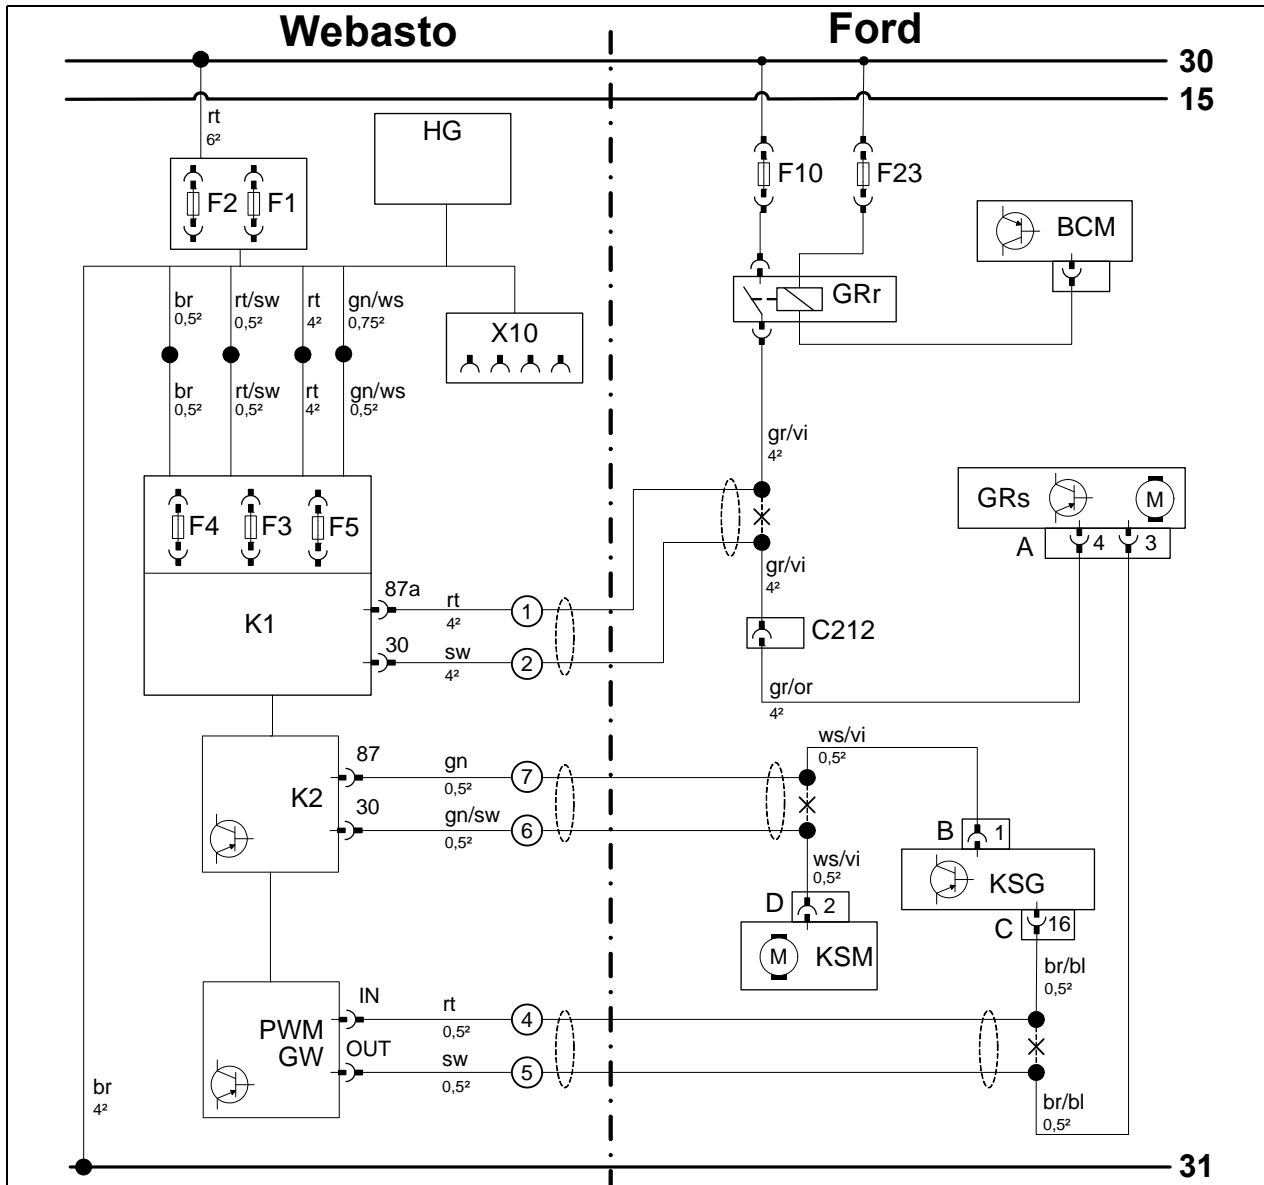 Webasto
Ford
30
15
rt
6²
HG
F2
F1
F10
F23
BCM
GRr
br
0,5²
rt/sw
0,5²
rt
4²
gn/ws
0,75²
X10
br
0,5²
rt/sw
0,5²
rt
4²
gn/ws
0,5²
gr/vi
4²
F4
F3
F5
GRs
M
A
4
3
gr/vi
4²
K1
87a
rt
4²
1
30
sw
4²
2
C212
gr/or
4²
K2
87
gn
0,5²
7
30
gn/sw
0,5²
6
ws/vi
0,5²
B
1
ws/vi
0,5²
KSG
D
2
C
16
M
KSM
br/bl
0,5²
PWM
GW
IN
rt
0,5²
4
OUT
sw
0,5²
5
br
4²
br/bl
0,5²
31